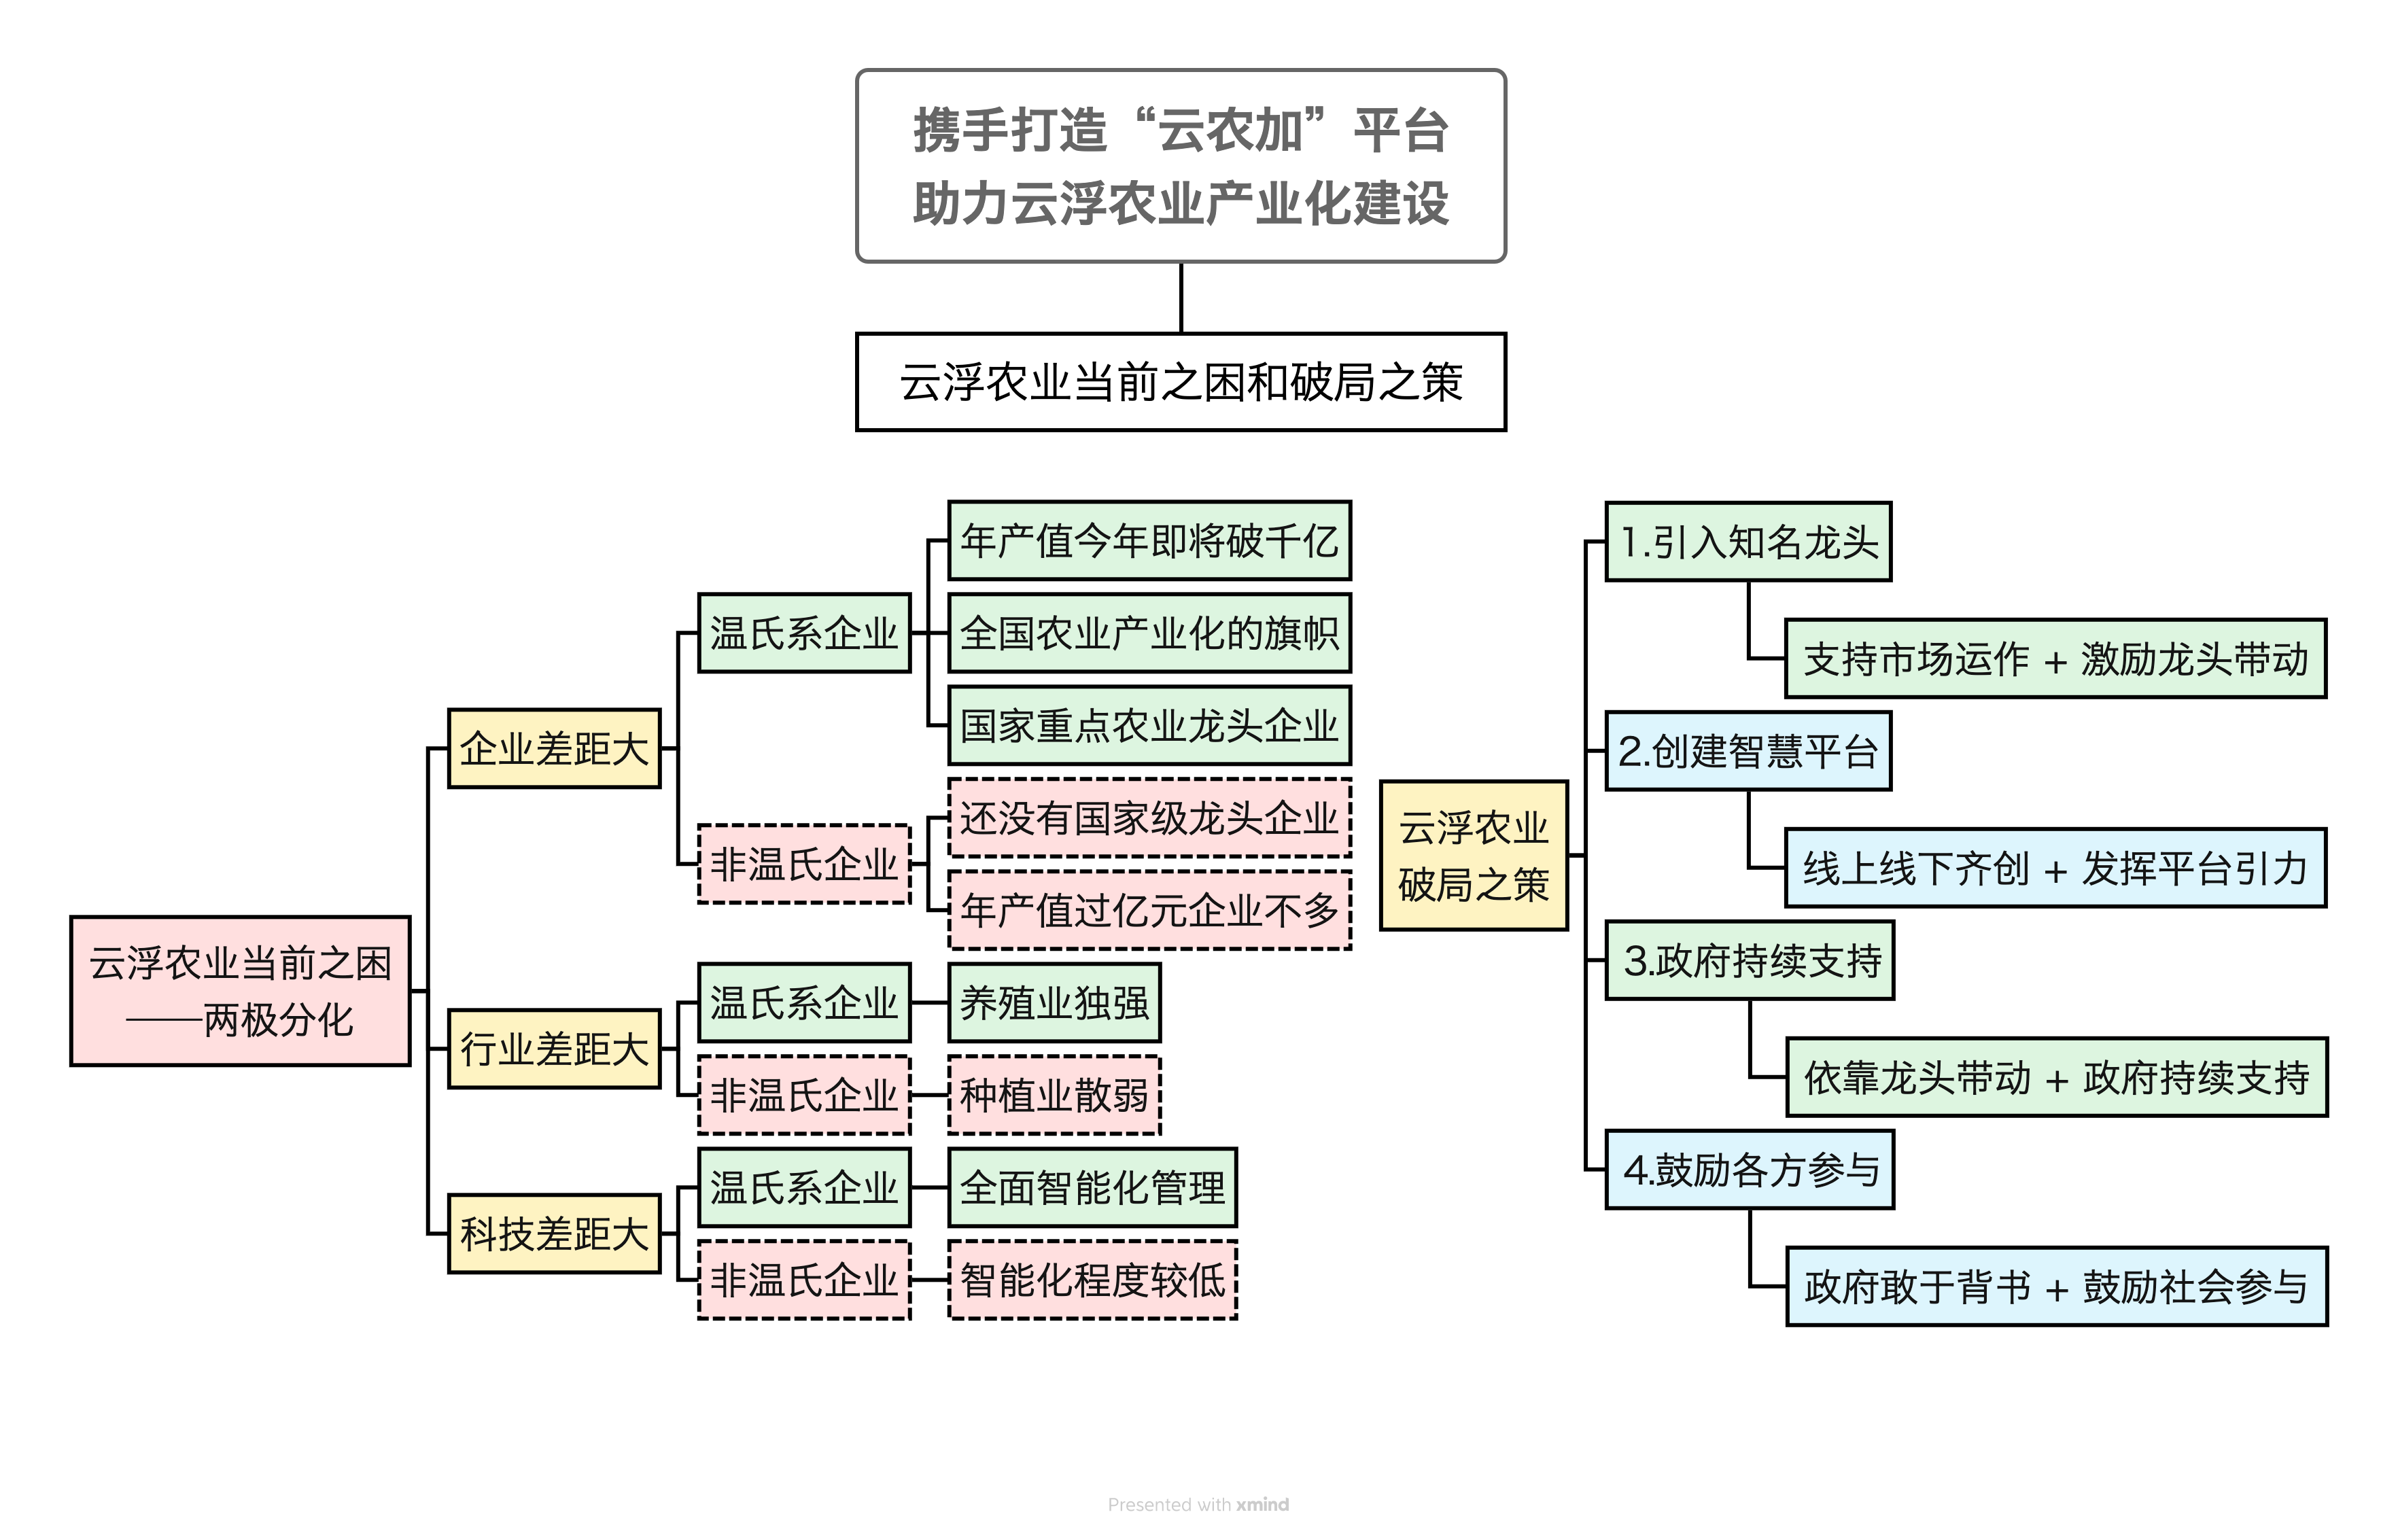 携手打造“云农加”平台
助力云浮农业产业化建设
云浮农业当前之困和破局之策
云浮农业当前之困
——两极分化
企业差距大
温氏系企业
年产值今年即将破千亿
全国农业产业化的旗帜
国家重点农业龙头企业
非温氏企业
还没有国家级龙头企业
年产值过亿元企业不多
行业差距大
温氏系企业
养殖业独强
非温氏企业
种植业散弱
科技差距大
温氏系企业
全面智能化管理
非温氏企业
智能化程度较低
云浮农业
破局之策
1.引入知名龙头
支持市场运作 + 激励龙头带动
2.创建智慧平台
线上线下齐创 + 发挥平台引力
3.政府持续支持
依靠龙头带动 + 政府持续支持
4.鼓励各方参与
政府敢于背书 + 鼓励社会参与
Presented with xmind